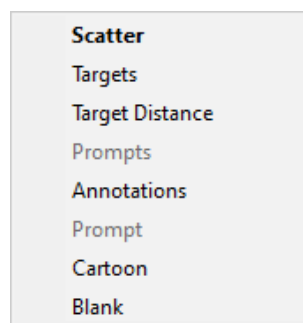 Scatter
Targets
Target Distance
Prompts
Annotations
Prompt
Cartoon
Blank